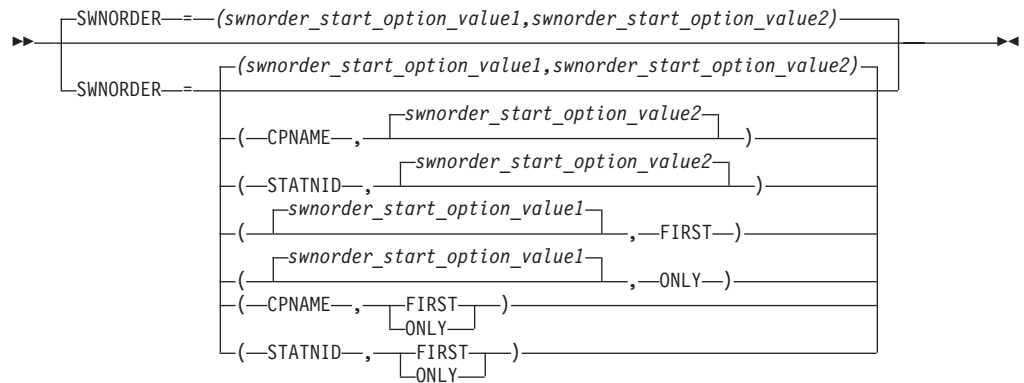 SWNORDER = (swnorder_start_option_value1,swnorder_start_option_value2)
(swnorder_start_option_value1,swnorder_start_option_value2)
SWNORDER =
swnorder_start_option_value2
( CPNAME , )
swnorder_start_option_value2
( STATNID , )
swnorder_start_option_value1
( , FIRST )
swnorder_start_option_value1
( , ONLY )
( CPNAME , FIRST )
ONLY
( STATNID , FIRST )
ONLY